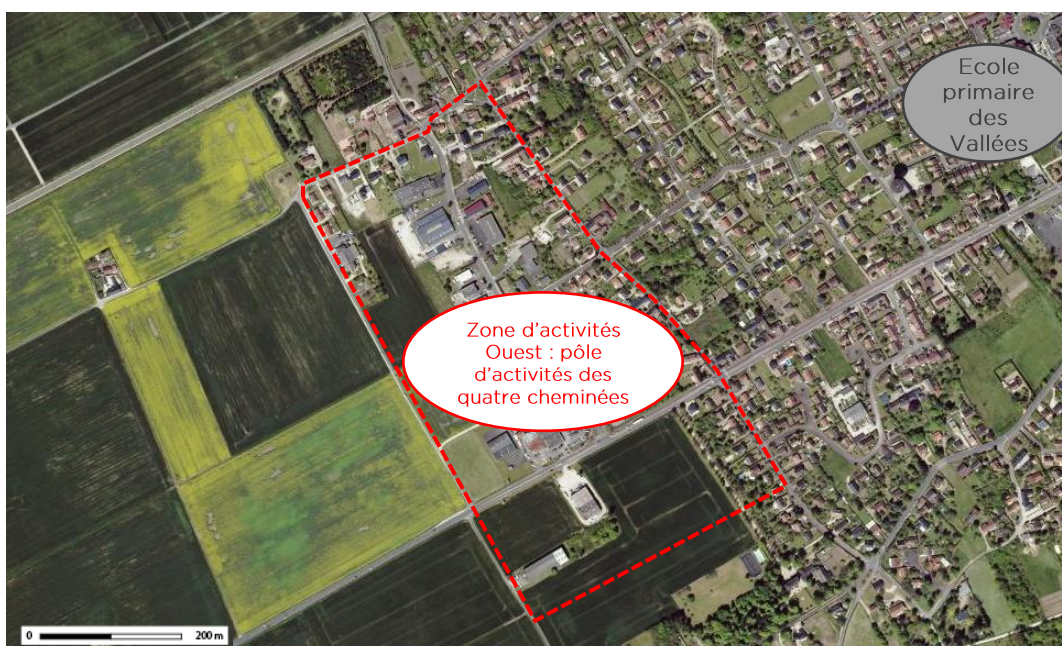 Ecole
primaire
des
Vallées
Zone d'activités
Ouest : pôle
d'activités des
quatre cheminées
0 200 m